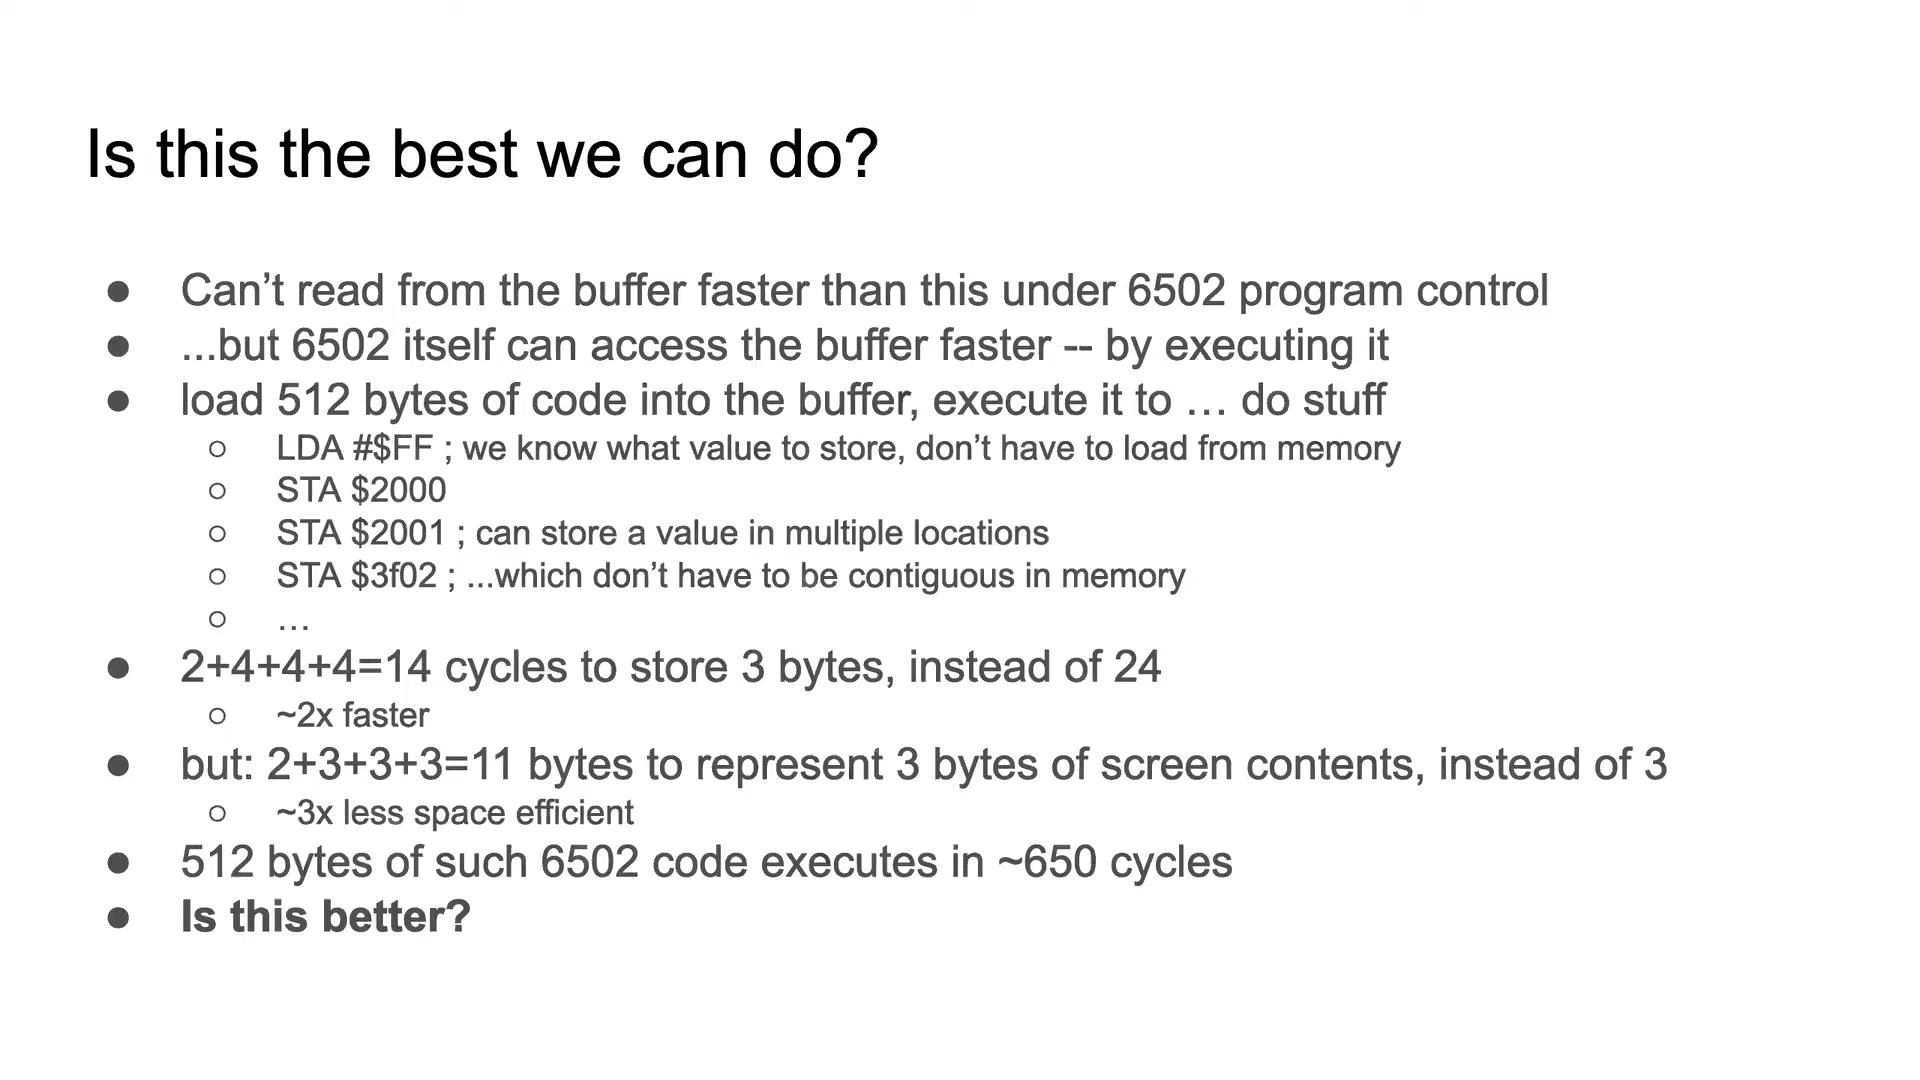 Is this the best we can do?
● Can’t read from the buffer faster than this under 6502 program control
● ...but 6502 itself can access the buffer faster -- by executing it
● load 512 bytes of code into the buffer, execute it to … do stuff
○ LDA #$FF ; we know what value to store, don’t have to load from memory
○ STA $2000
○ STA $2001 ; can store a value in multiple locations
○ STA $3f02 ; ...which don’t have to be contiguous in memory
○ …
● 2+4+4+4=14 cycles to store 3 bytes, instead of 24
○ ~2x faster
● but: 2+3+3+3=11 bytes to represent 3 bytes of screen contents, instead of 3
○ ~3x less space efficient
● 512 bytes of such 6502 code executes in ~650 cycles
● Is this better?